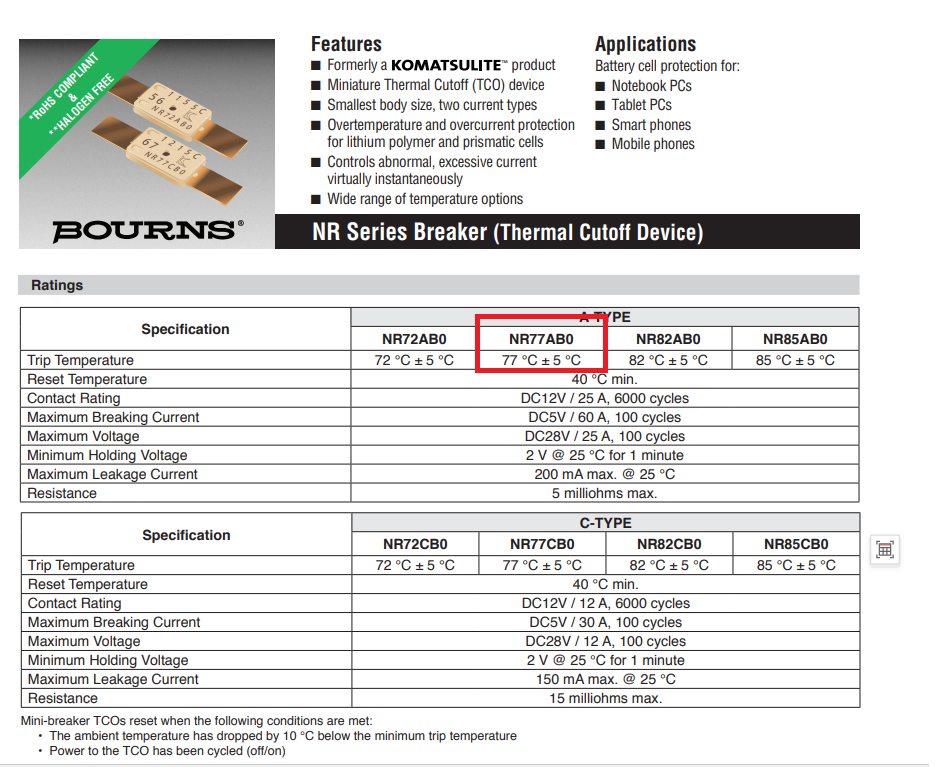 *RoHS COMPLIANT
&
**HALOGEN FREE
1155C
56
K
NR72AB0
1215C
67
K
NR77CB0
BOURNS®
Features
■ Formerly a KOMATSULITE™ product
■ Miniature Thermal Cutoff (TCO) device
■ Smallest body size, two current types
■ Overtemperature and overcurrent protection
for lithium polymer and prismatic cells
■ Controls abnormal, excessive current
virtually instantaneously
■ Wide range of temperature options
Applications
Battery cell protection for:
■ Notebook PCs
■ Tablet PCs
■ Smart phones
■ Mobile phones
NR Series Breaker (Thermal Cutoff Device)
Ratings
Specification A-TYPE
NR72AB0 NR77AB0 NR82AB0 NR85AB0
Trip Temperature 72 °C ± 5 °C 77 °C ± 5 °C 82 °C ± 5 °C 85 °C ± 5 °C
Reset Temperature 40 °C min.
Contact Rating DC12V / 25 A, 6000 cycles
Maximum Breaking Current DC5V / 60 A, 100 cycles
Maximum Voltage DC28V / 25 A, 100 cycles
Minimum Holding Voltage 2 V @ 25 °C for 1 minute
Maximum Leakage Current 200 mA max. @ 25 °C
Resistance 5 milliohms max.
Specification C-TYPE
NR72CB0 NR77CB0 NR82CB0 NR85CB0
Trip Temperature 72 °C ± 5 °C 77 °C ± 5 °C 82 °C ± 5 °C 85 °C ± 5 °C
Reset Temperature 40 °C min.
Contact Rating DC12V / 12 A, 6000 cycles
Maximum Breaking Current DC5V / 30 A, 100 cycles
Maximum Voltage DC28V / 12 A, 100 cycles
Minimum Holding Voltage 2 V @ 25 °C for 1 minute
Maximum Leakage Current 150 mA max. @ 25 °C
Resistance 15 milliohms max.
Mini-breaker TCOs reset when the following conditions are met:
• The ambient temperature has dropped by 10 °C below the minimum trip temperature
• Power to the TCO has been cycled (off/on)